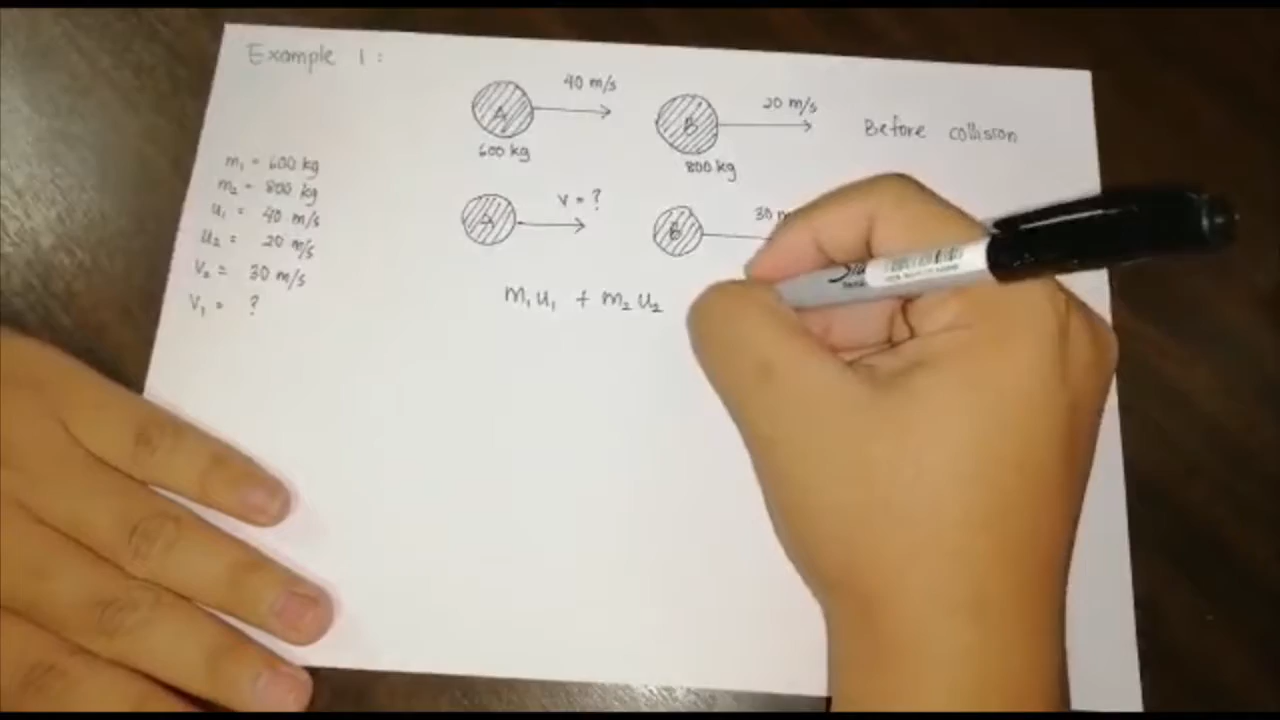 Example 1:
40 m/s
20 m/s
A
B
Before collision
600 kg
800 kg
m₁ = 600 kg
m₂ = 800 kg
u₁ = 40 m/s
u₂ = 20 m/s
v₂ = 30 m/s
v₁ = ?
v = ?
30 m
A
B
m₁u₁ + m₂u₂